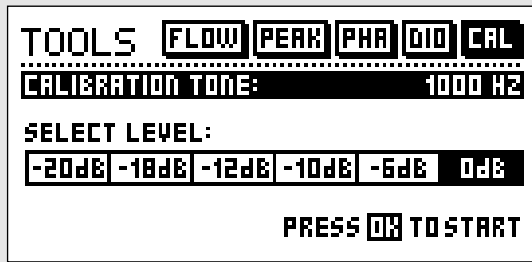 TOOLS FLOW PEAK PHA DIO CAL
CALIBRATION TONE: 1000 HZ
SELECT LEVEL:
-20dB -18dB -12dB -10dB -6dB 0dB
PRESS OK TO START